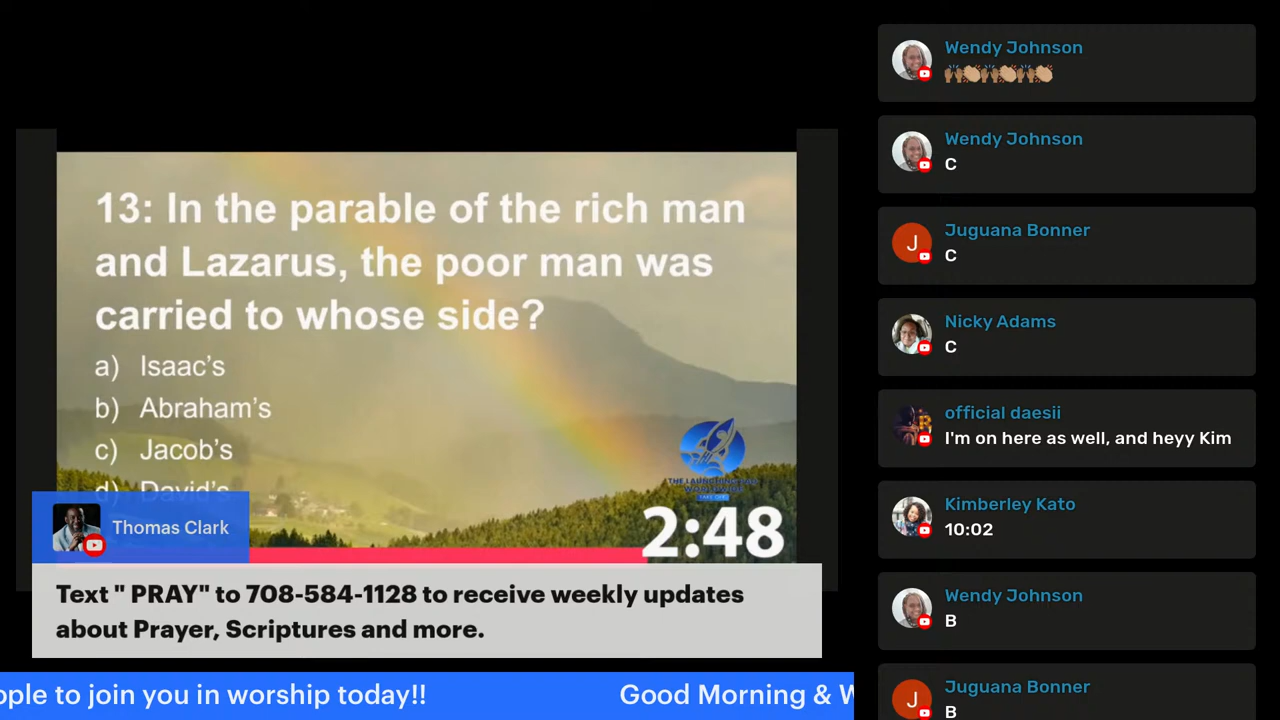 13: In the parable of the rich man
and Lazarus, the poor man was
carried to whose side?
a) Isaac's
b) Abraham's
c) Jacob's
d) David's
2:48
Thomas Clark
Text " PRAY" to 708-584-1128 to receive weekly updates
about Prayer, Scriptures and more.
ople to join you in worship today!! Good Morning & W
Wendy Johnson
👏🏽👏🏽👏🏽
Wendy Johnson
C
Juguana Bonner
J
C
Nicky Adams
C
official daesii
I'm on here as well, and heyy Kim
Kimberley Kato
10:02
Wendy Johnson
B
Juguana Bonner
J
B